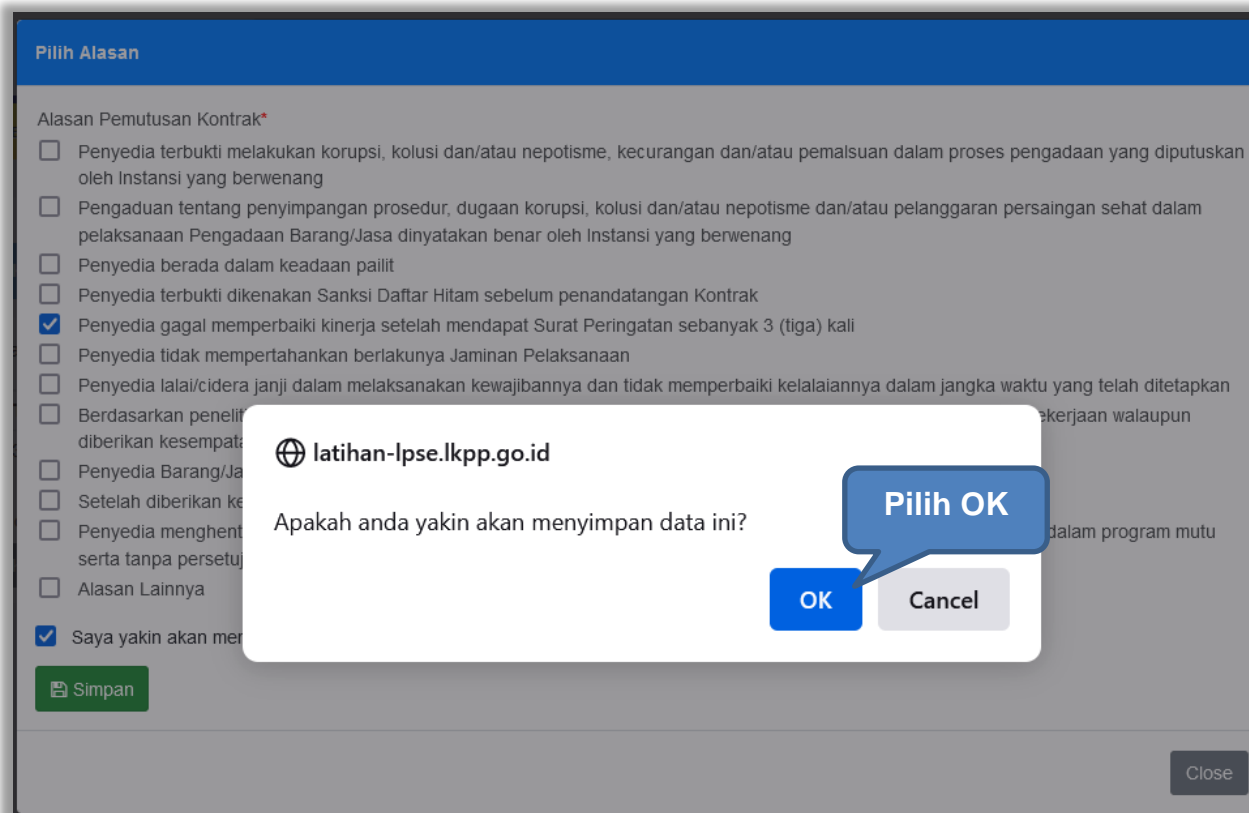 Pilih Alasan
Alasan Pemutusan Kontrak*
Penyedia terbukti melakukan korupsi, kolusi dan/atau nepotisme, kecurangan dan/atau pemalsuan dalam proses pengadaan yang diputuskan
oleh Instansi yang berwenang
Pengaduan tentang penyimpangan prosedur, dugaan korupsi, kolusi dan/atau nepotisme dan/atau pelanggaran persaingan sehat dalam
pelaksanaan Pengadaan Barang/Jasa dinyatakan benar oleh Instansi yang berwenang
Penyedia berada dalam keadaan pailit
Penyedia terbukti dikenakan Sanksi Daftar Hitam sebelum penandatangan Kontrak
Penyedia gagal memperbaiki kinerja setelah mendapat Surat Peringatan sebanyak 3 (tiga) kali
Penyedia tidak mempertahankan berlakunya Jaminan Pelaksanaan
Penyedia lalai/cidera janji dalam melaksanakan kewajibannya dan tidak memperbaiki kelalaiannya dalam jangka waktu yang telah ditetapkan
Berdasarkan penelit ekerjaan walaupun
diberikan kesempata
Penyedia Barang/Ja
Setelah diberikan ke
Penyedia menghent dalam program mutu
serta tanpa persetuj
Alasan Lainnya
Saya yakin akan mer
Simpan
Close
latihan-lpse.lkpp.go.id
Apakah anda yakin akan menyimpan data ini?
Pilih OK
OK Cancel